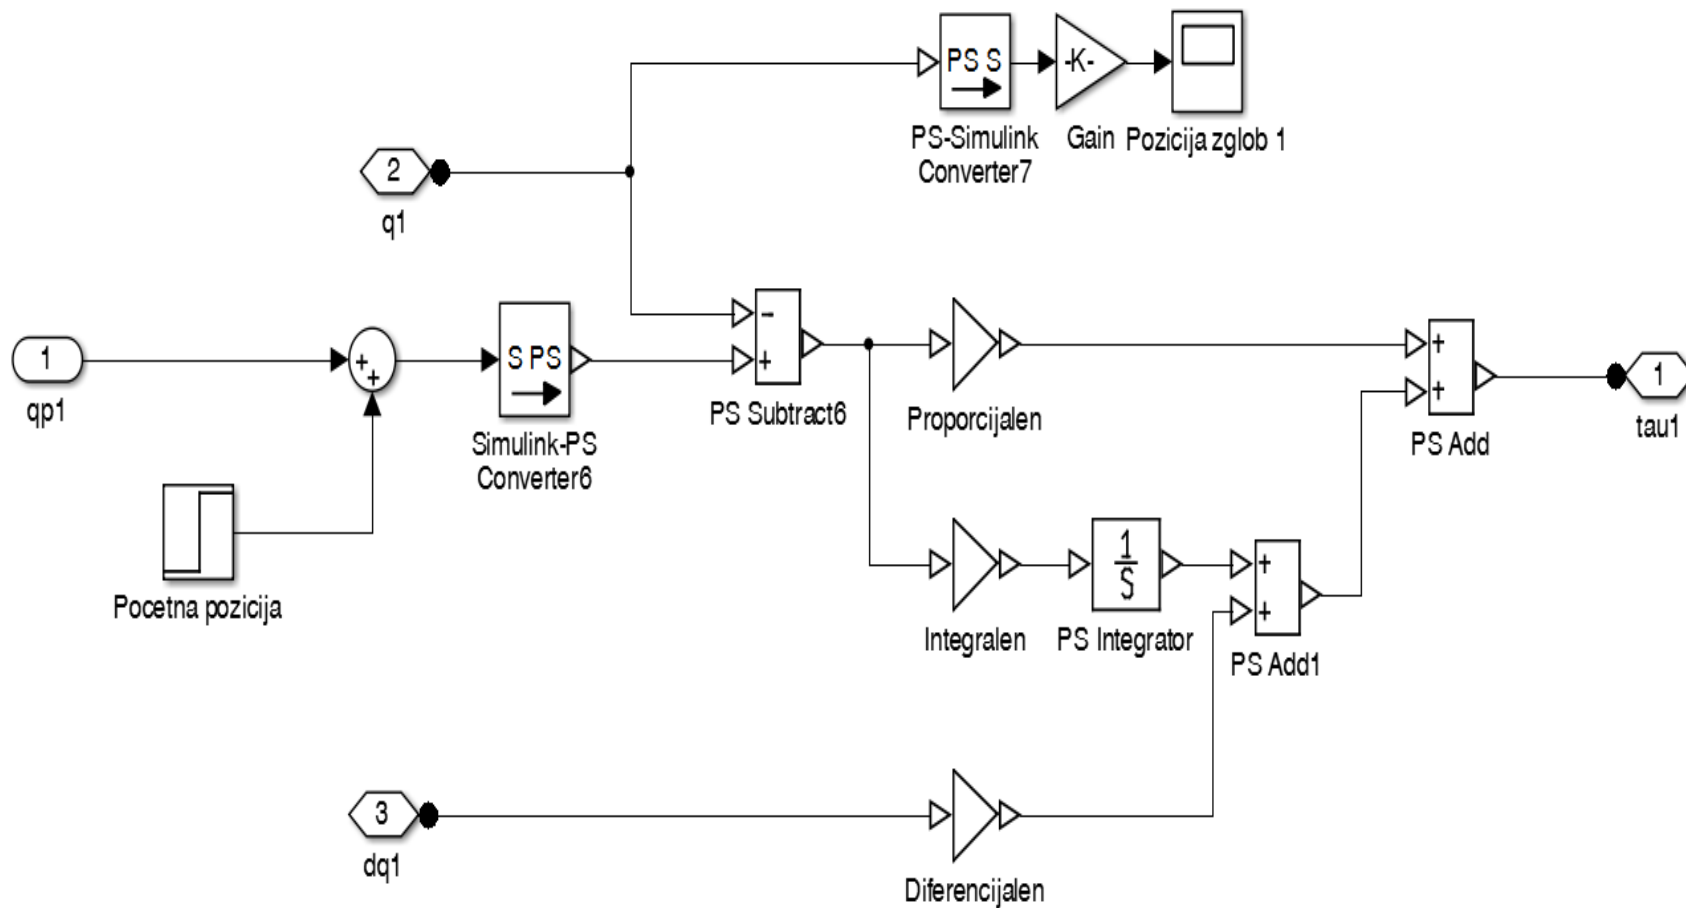 PS S
-K-
PS-Simulink
Converter7
Gain
Pozicija zglob 1
2
q1
1
qp1
+
+
S PS
Simulink-PS
Converter6
-
+
PS Subtract6
Proporcijalen
+
+
PS Add
1
tau1
Pocetna pozicija
Integralen
1
S
PS Integrator
+
+
PS Add1
3
dq1
Diferencijalen